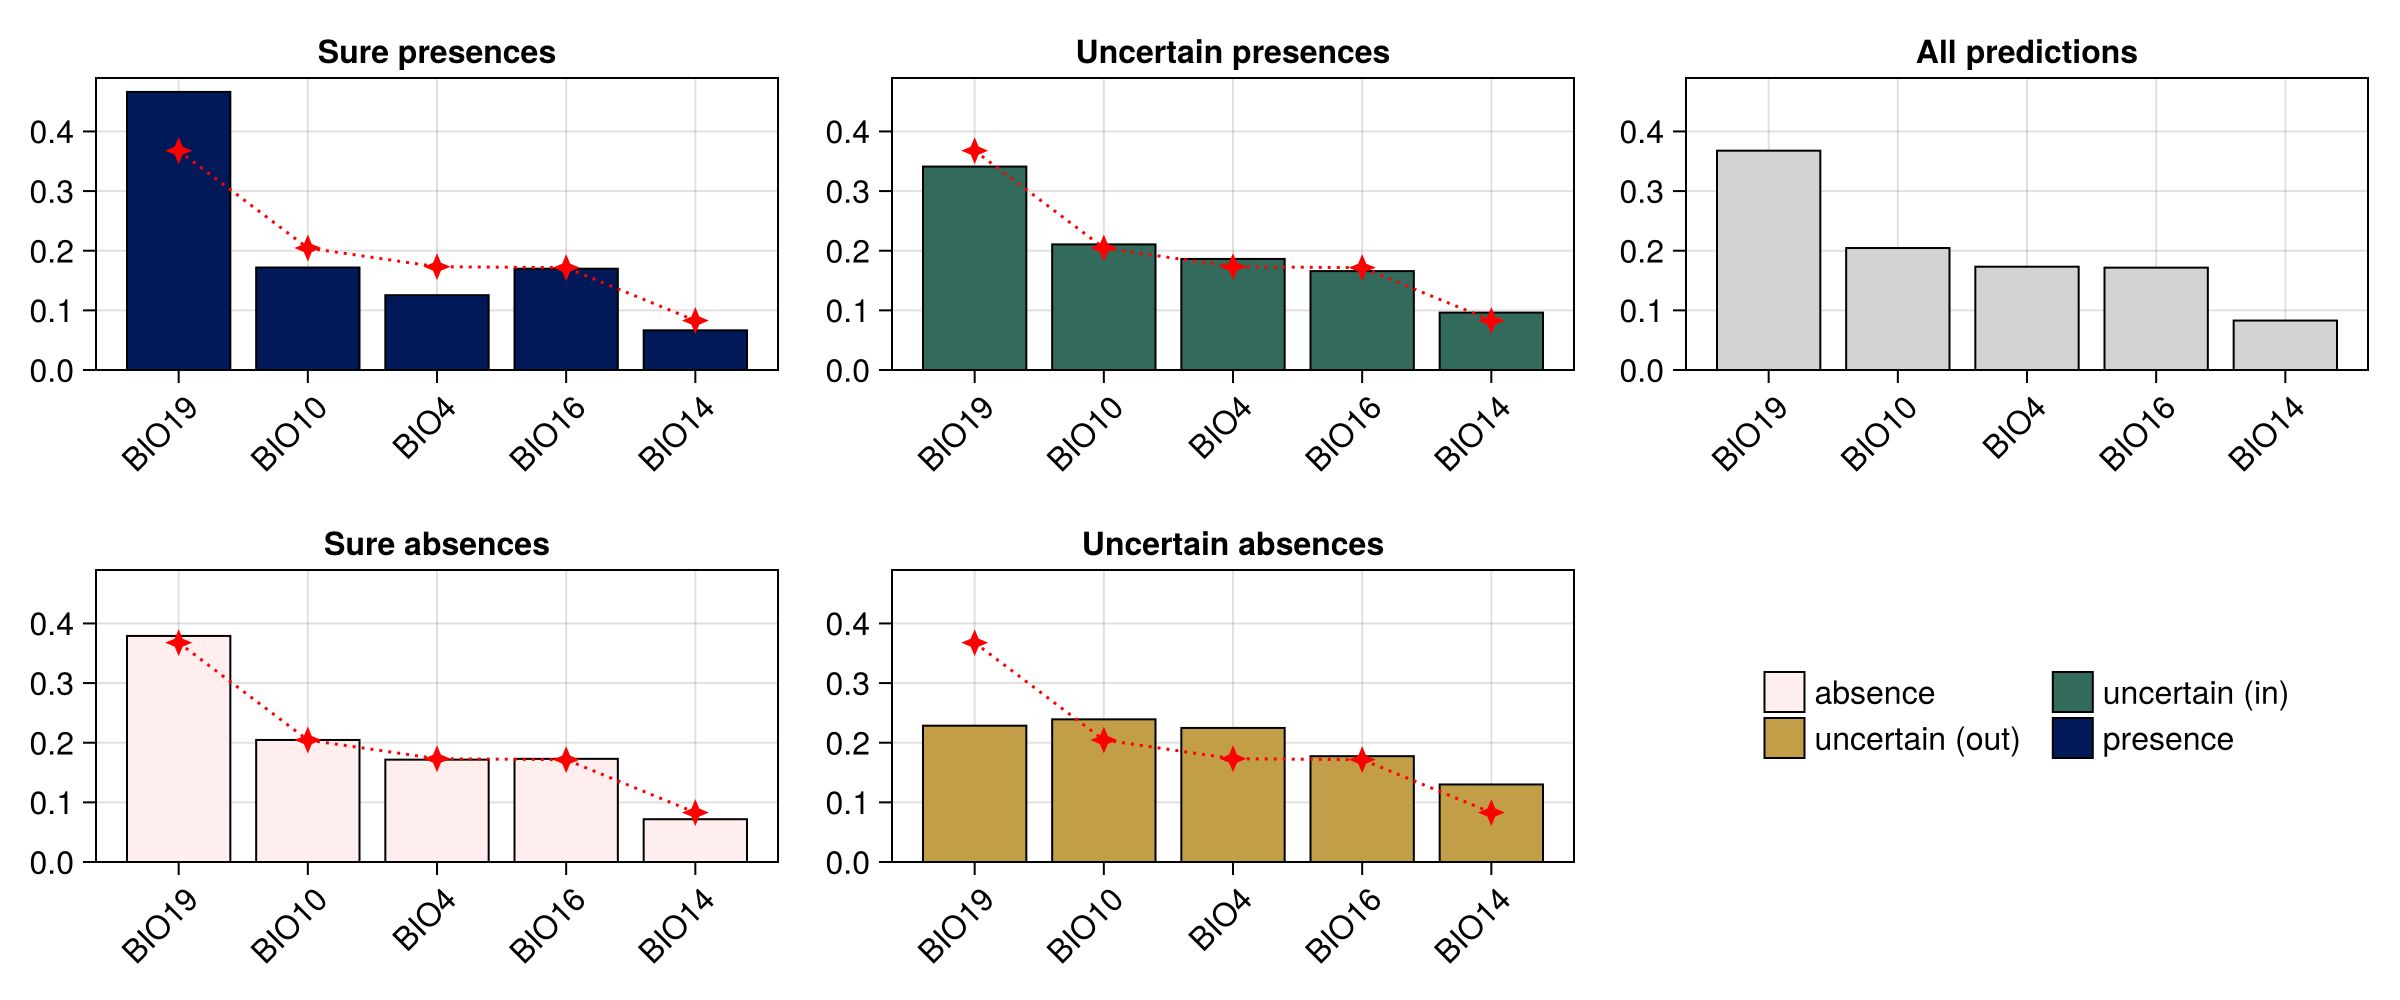 Sure presences
0.4
0.3
0.2
0.1
0.0
BIO19
BIO10
BIO4
BIO16
BIO14
Uncertain presences
0.4
0.3
0.2
0.1
0.0
BIO19
BIO10
BIO4
BIO16
BIO14
All predictions
0.4
0.3
0.2
0.1
0.0
BIO19
BIO10
BIO4
BIO16
BIO14
Sure absences
0.4
0.3
0.2
0.1
0.0
BIO19
BIO10
BIO4
BIO16
BIO14
Uncertain absences
0.4
0.3
0.2
0.1
0.0
BIO19
BIO10
BIO4
BIO16
BIO14
absence
uncertain (in)
uncertain (out)
presence